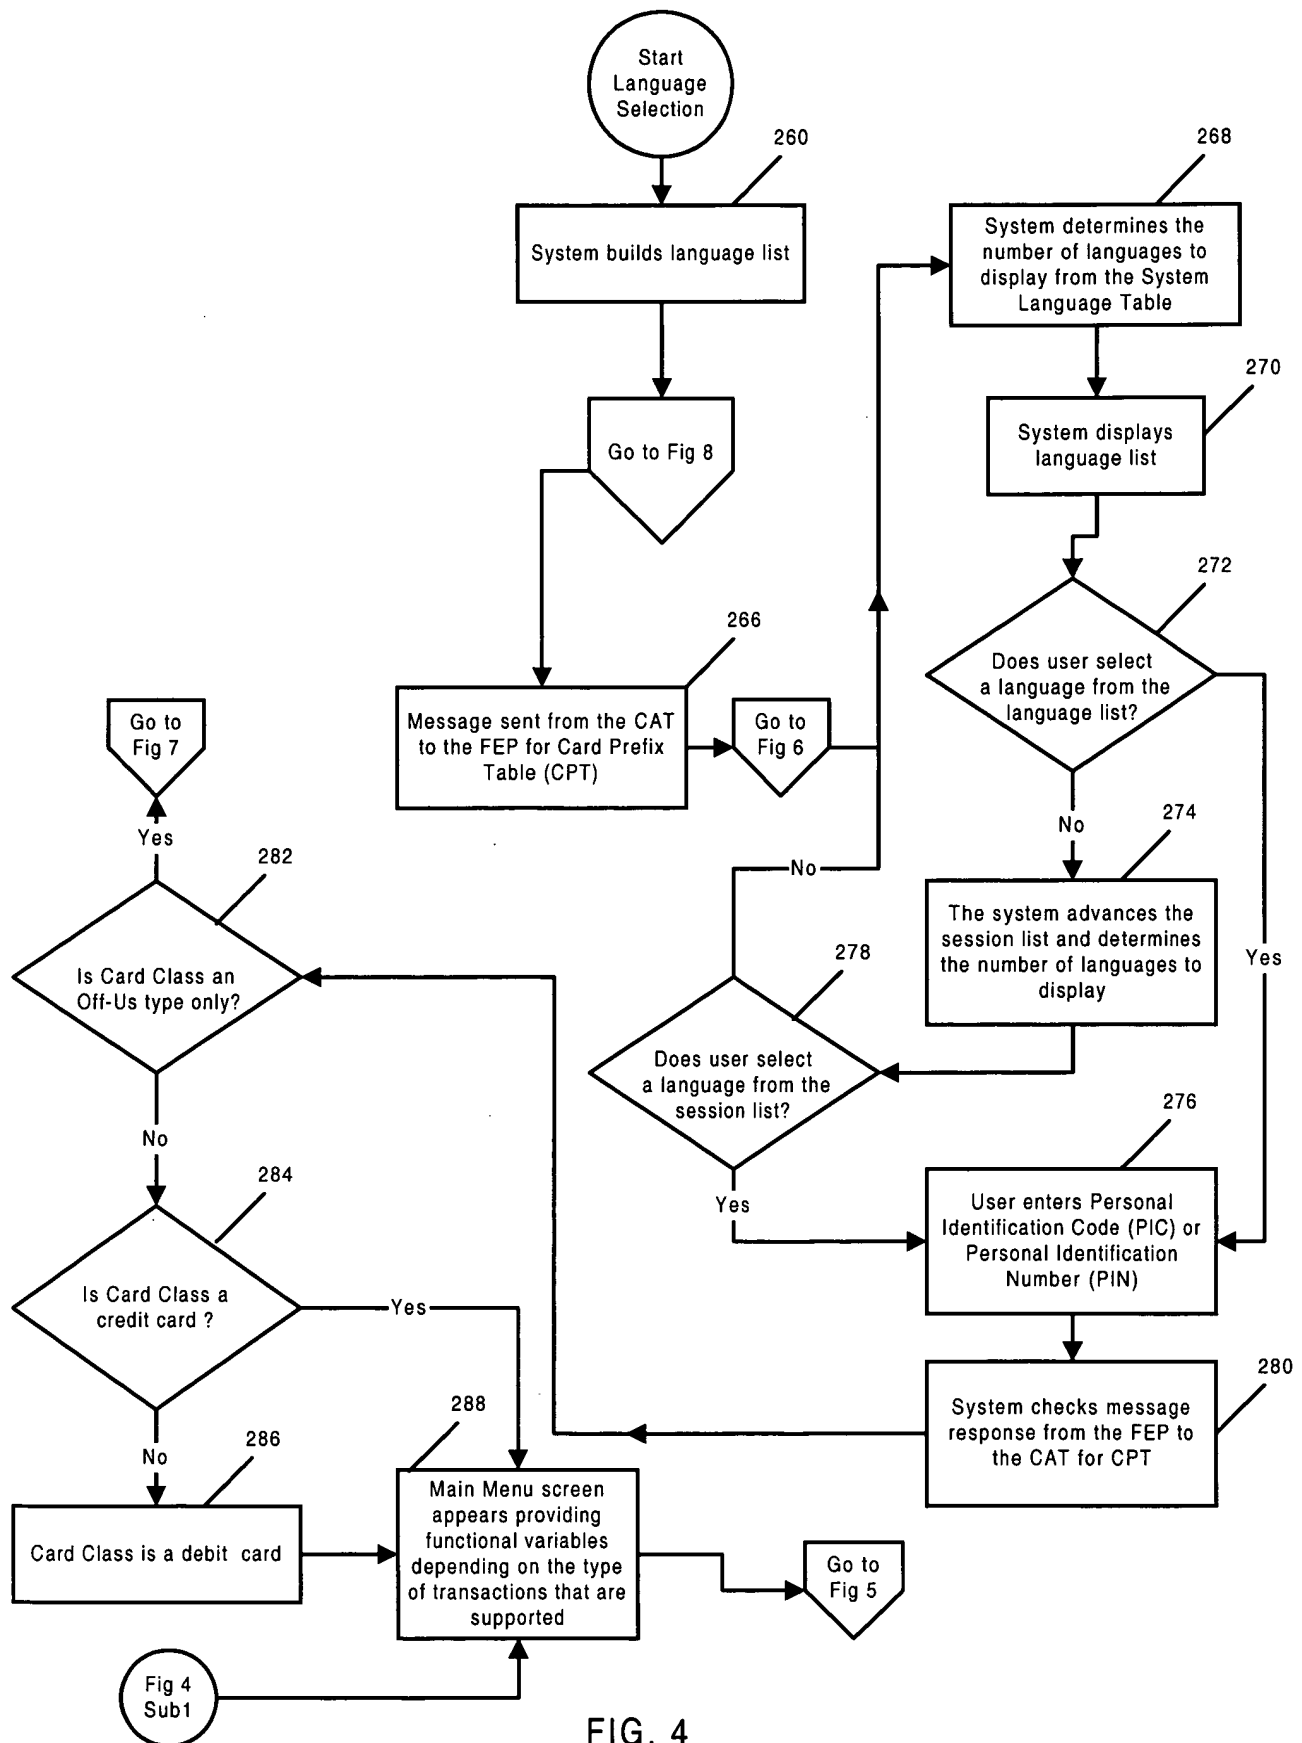 Start
Language
Selection
260
System builds language list
Go to Fig 8
266
Message sent from the CAT
to the FEP for Card Prefix
Table (CPT)
Go to
Fig 6
268
System determines the
number of languages to
display from the System
Language Table
270
System displays
language list
272
Does user select
a language from the
language list?
No
Yes
274
The system advances the
session list and determines
the number of languages to
display
278
Does user select
a language from the
session list?
No
Yes
276
User enters Personal
Identification Code (PIC) or
Personal Identification
Number (PIN)
280
System checks message
response from the FEP to
the CAT for CPT
Go to
Fig 7
Yes
282
Is Card Class an
Off-Us type only?
No
284
Is Card Class a
credit card ?
Yes
No
286
Card Class is a debit card
288
Main Menu screen
appears providing
functional variables
depending on the type
of transactions that are
supported
Go to
Fig 5
Fig 4
Sub1
FIG. 4